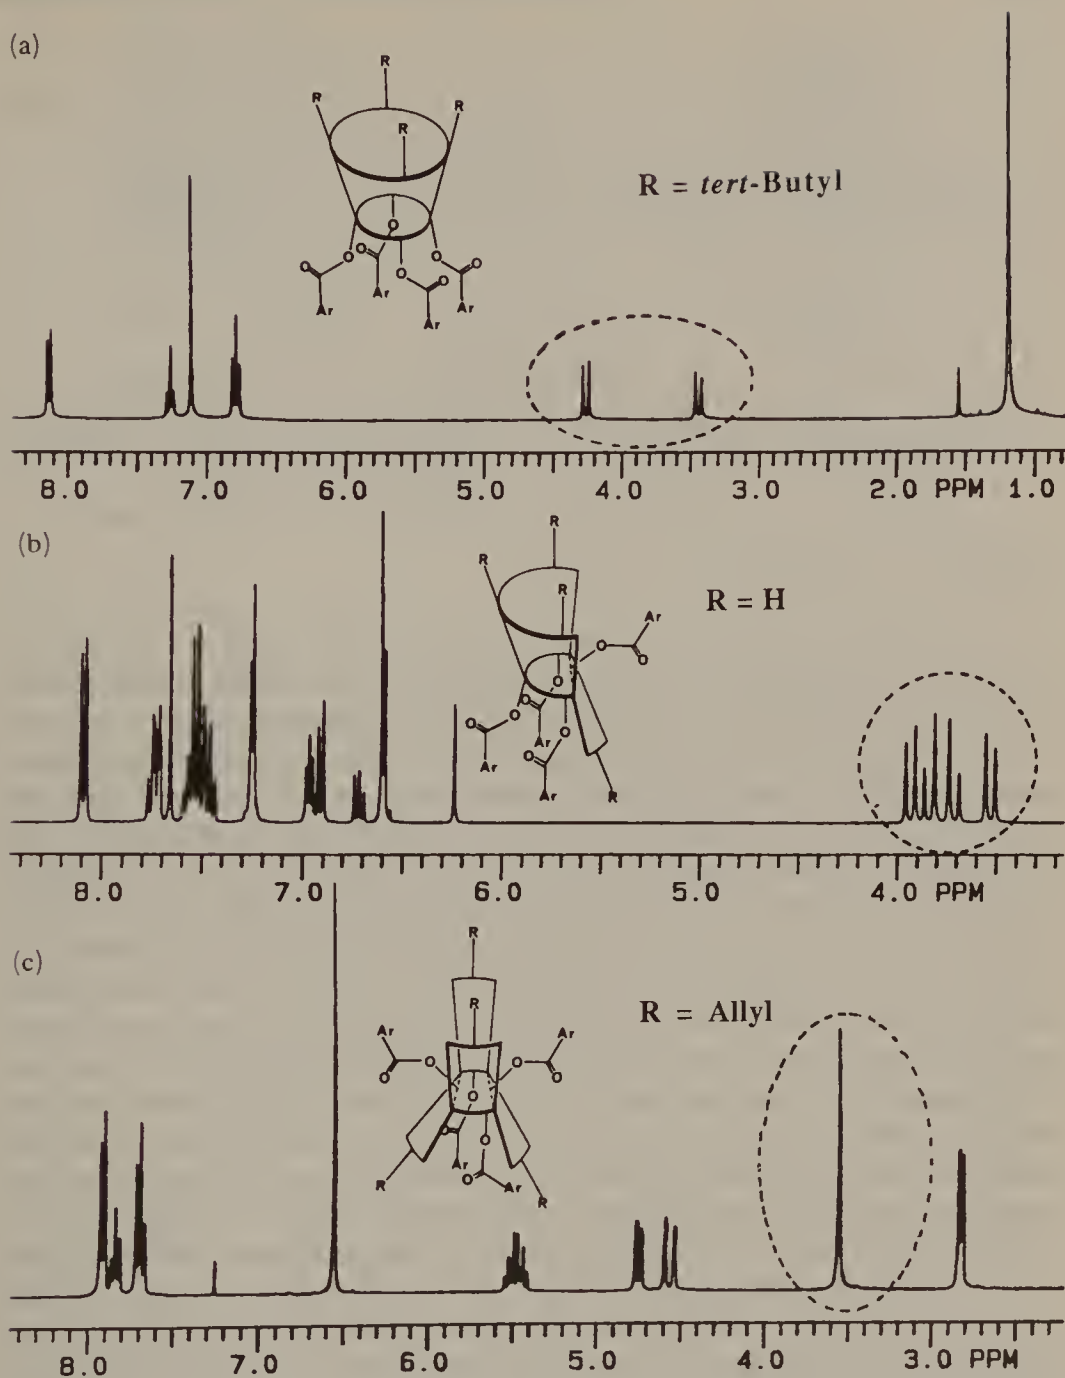 (a)
R
R
R
R
R = tert-Butyl
O
O
O
O
O
O
O
O
Ar
Ar
Ar
Ar
8.0 7.0 6.0 5.0 4.0 3.0 2.0 PPM 1.0
(b)
R
R
R
R = H
Ar
O
O
O
O
O
O
O
O
Ar
Ar
Ar
R
8.0 7.0 6.0 5.0 4.0 PPM
(c)
R
R
R = Allyl
Ar
Ar
O
O
O
O
O
O
O
O
Ar
Ar
R
R
8.0 7.0 6.0 5.0 4.0 3.0 PPM